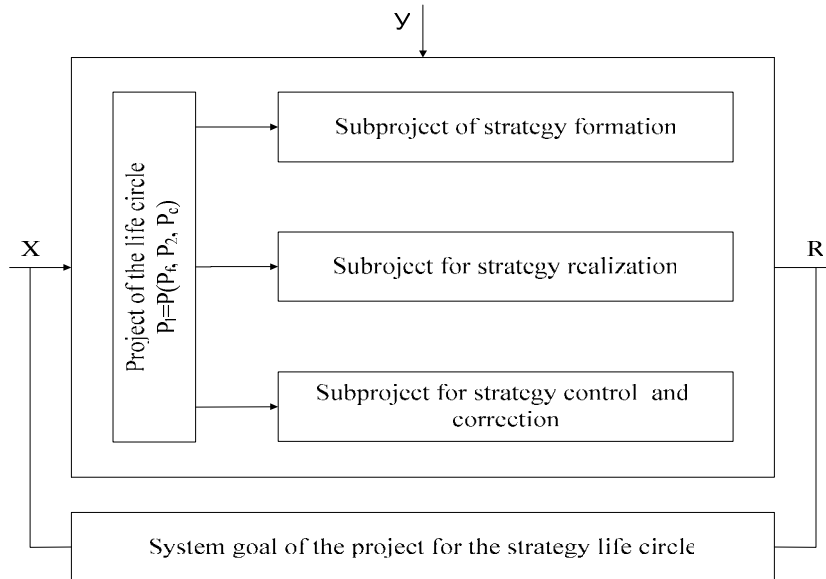 У
Subproject of strategy formation
Project of the life circle
P₁=P(Pf, P₂, Pc)
X
R
Subroject for strategy realization
Subproject for strategy control and
correction
System goal of the project for the strategy life circle